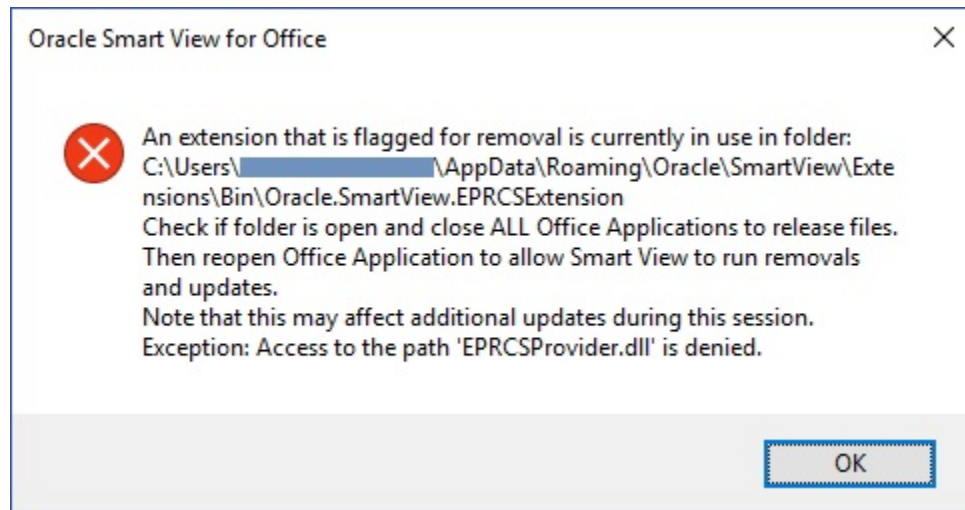 Oracle Smart View for Office
An extension that is flagged for removal is currently in use in folder:
C:\Users\ \AppData\Roaming\Oracle\SmartView\Exte
nsions\Bin\Oracle.SmartView.EPRCSExtension
Check if folder is open and close ALL Office Applications to release files.
Then reopen Office Application to allow Smart View to run removals
and updates.
Note that this may affect additional updates during this session.
Exception: Access to the path 'EPRCSProvider.dll' is denied.
OK